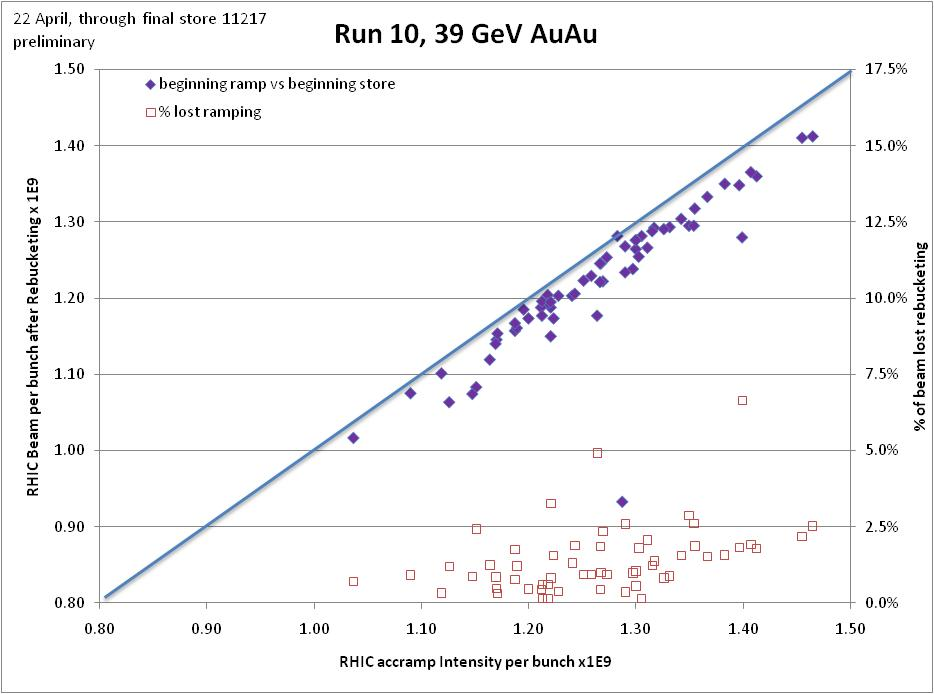 22 April, through final store 11217
preliminary
Run 10, 39 GeV AuAu
beginning ramp vs beginning store
% lost ramping
RHIC Beam per bunch after Rebucketing x 1E9
1.50
1.40
1.30
1.20
1.10
1.00
0.90
0.80
17.5%
15.0%
12.5%
10.0%
7.5%
5.0%
2.5%
0.0%
% of beam lost rebucketing
0.80 0.90 1.00 1.10 1.20 1.30 1.40 1.50
RHIC accramp Intensity per bunch x1E9